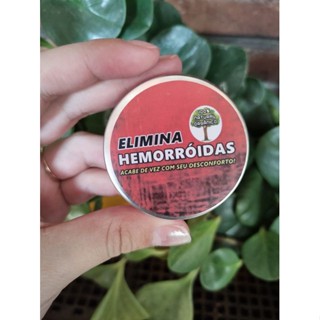 ELIMINA
HEMORRÓIDAS
ACABE DE VEZ COM SEU DESCONFORTO!